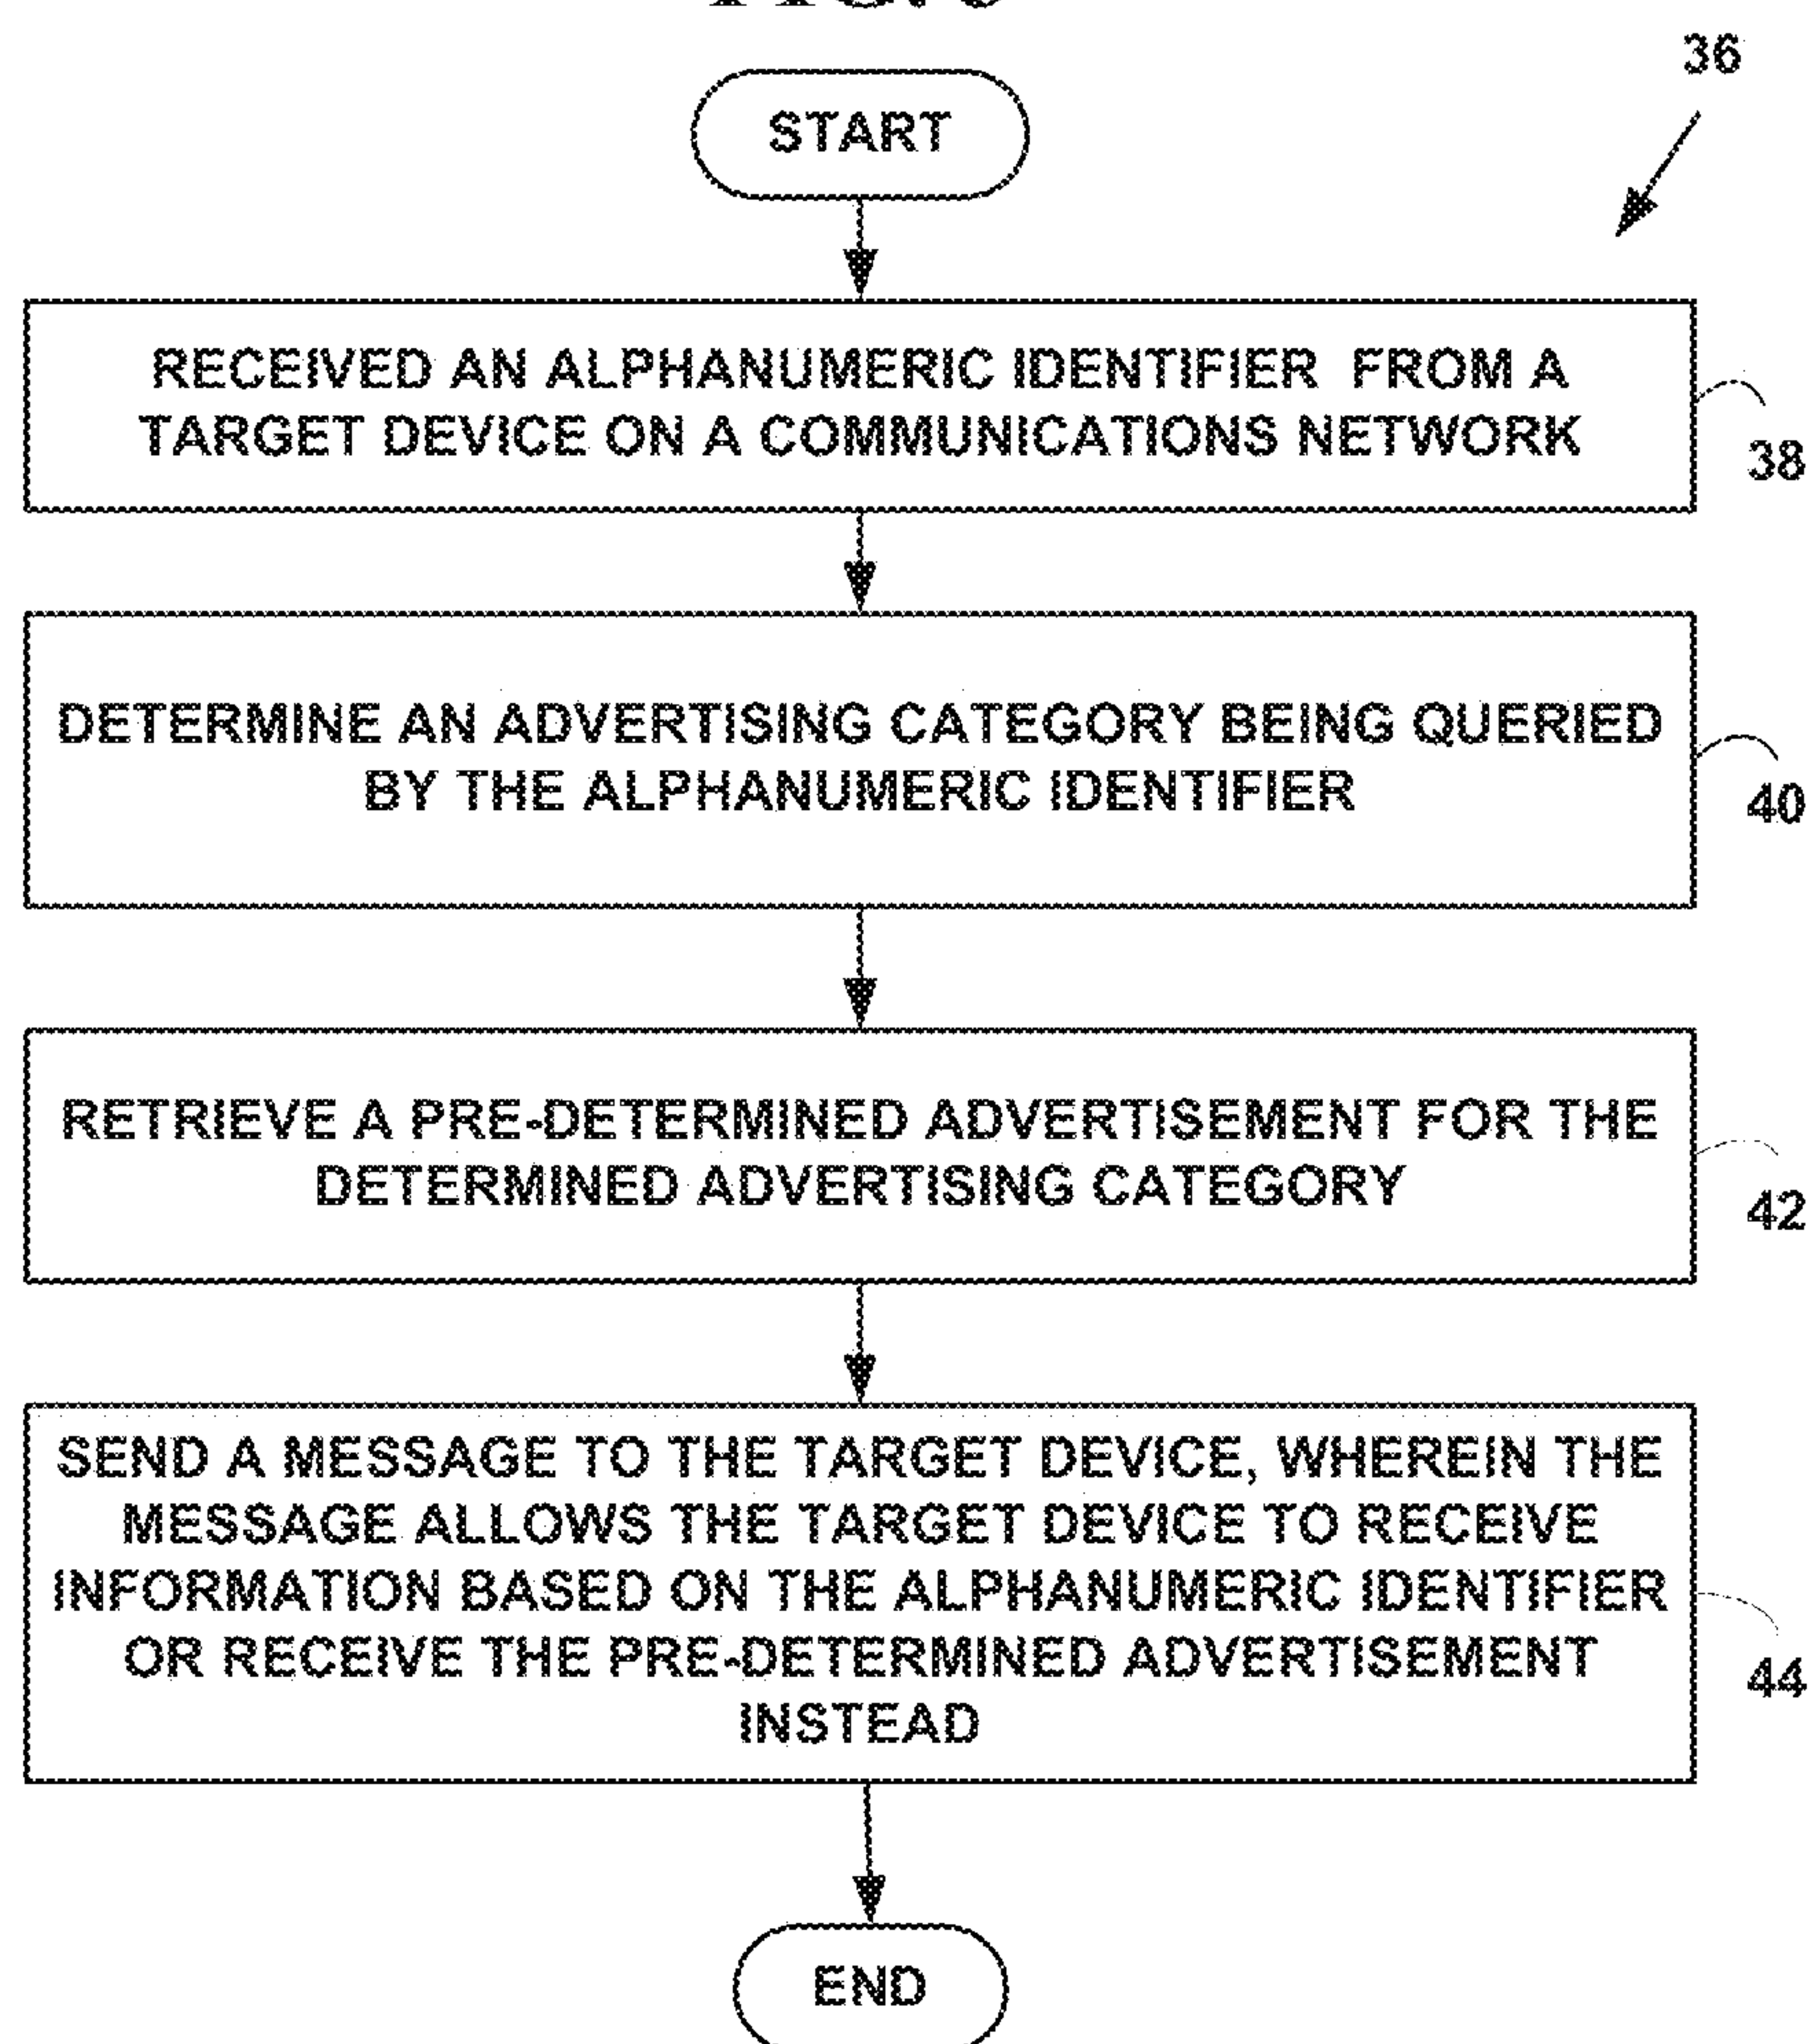 36
START
RECEIVED AN ALPHANUMERIC IDENTIFIER FROM A
TARGET DEVICE ON A COMMUNICATIONS NETWORK
38
DETERMINE AN ADVERTISING CATEGORY BEING QUERIED
BY THE ALPHANUMERIC IDENTIFIER
40
RETRIEVE A PRE-DETERMINED ADVERTISEMENT FOR THE
DETERMINED ADVERTISING CATEGORY
42
SEND A MESSAGE TO THE TARGET DEVICE, WHEREIN THE
MESSAGE ALLOWS THE TARGET DEVICE TO RECEIVE
INFORMATION BASED ON THE ALPHANUMERIC IDENTIFIER
OR RECEIVE THE PRE-DETERMINED ADVERTISEMENT
INSTEAD
44
END